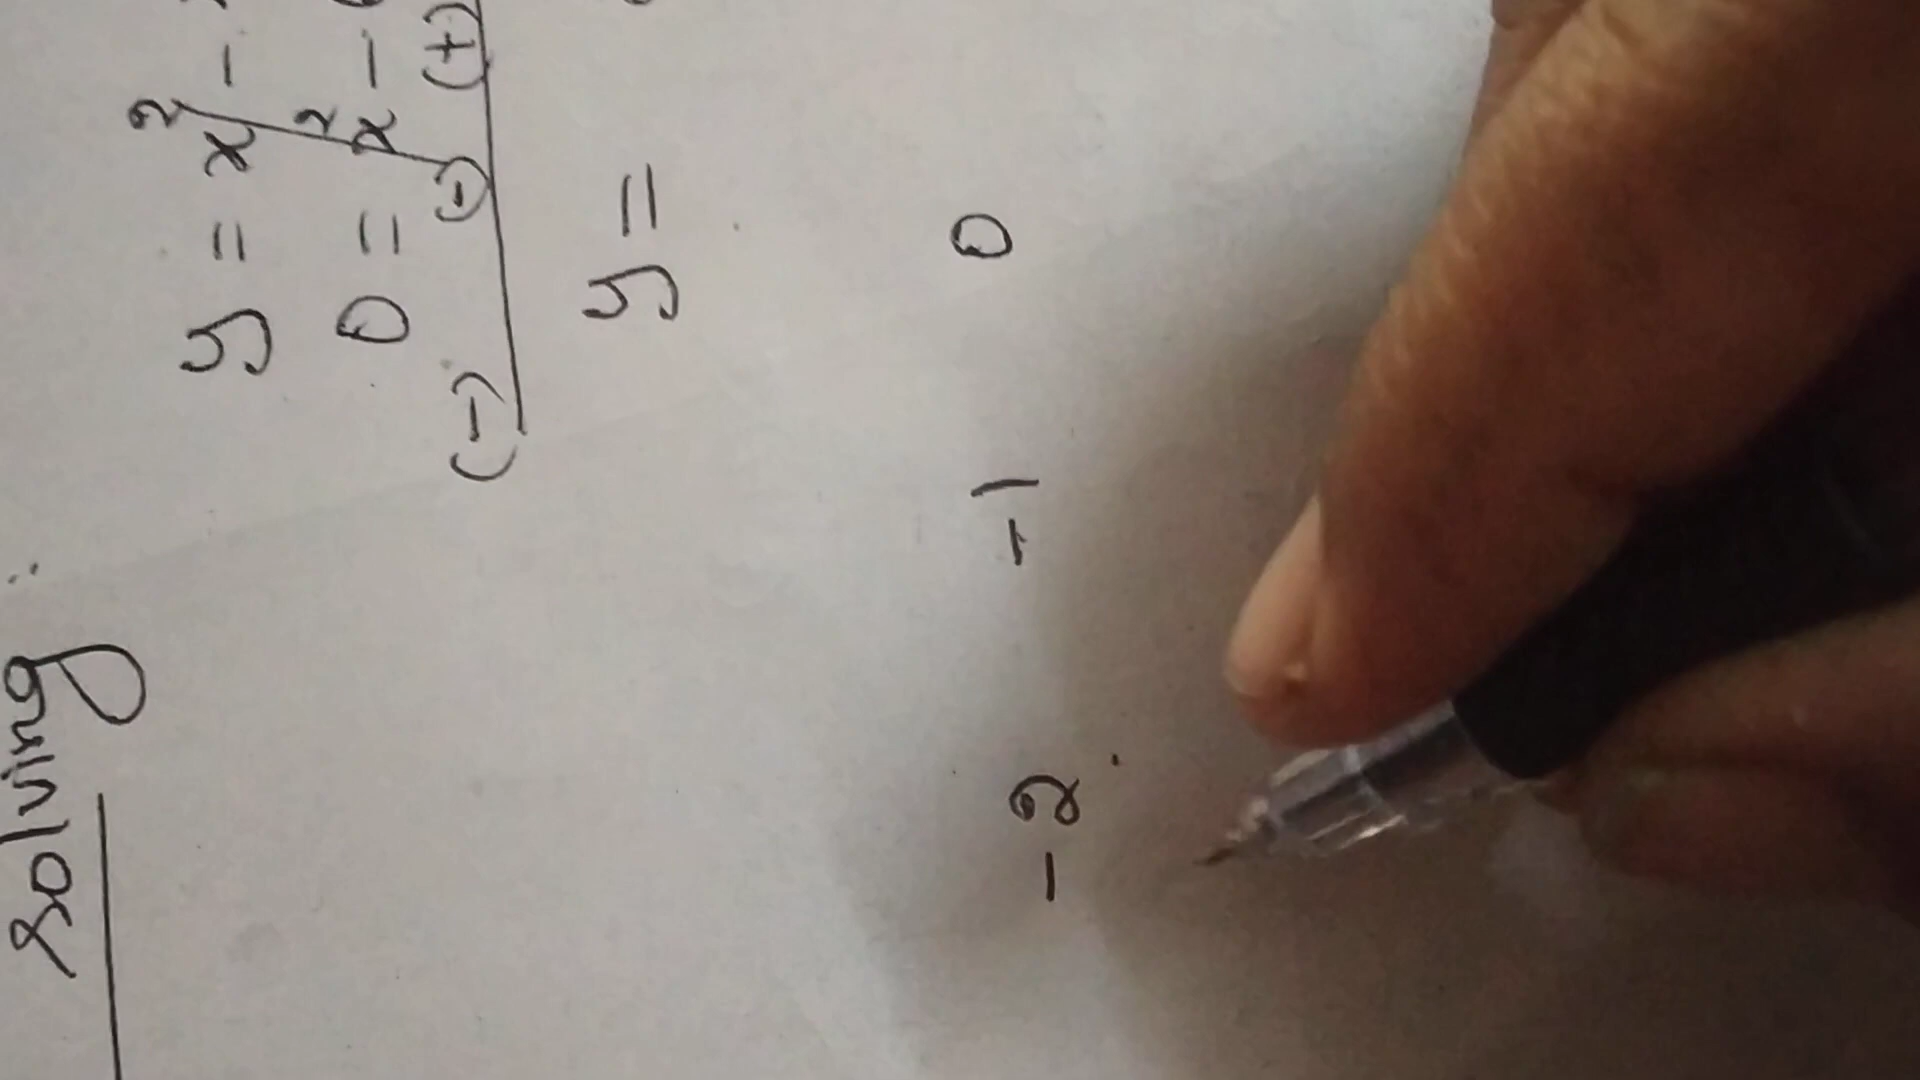 Solving :
y = x² -
0 = x² -
(-) (-) (+)
y =
-2 -1 0